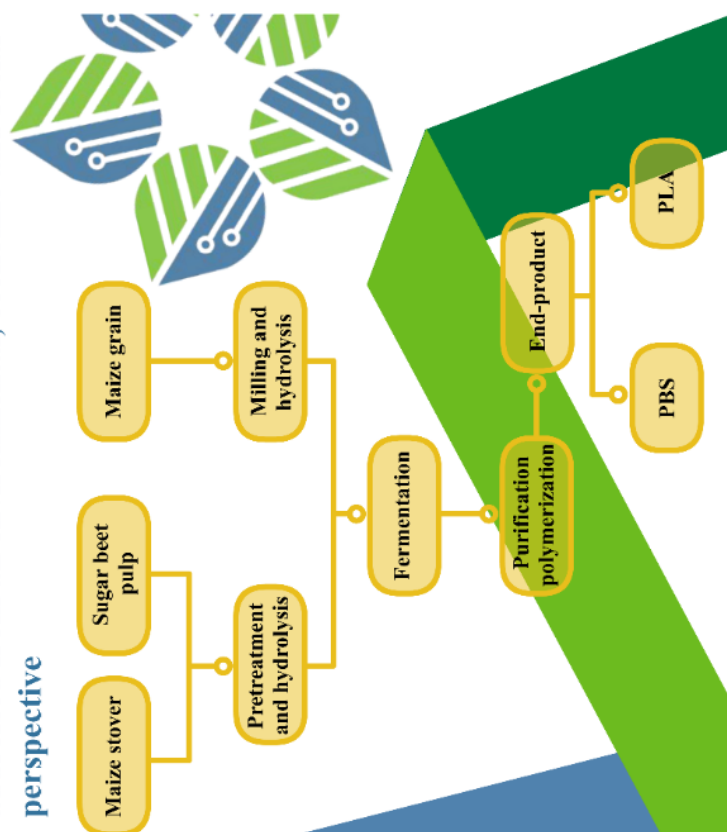 perspective
Maize stover
Sugar beet
pulp
Maize grain
Pretreatment
and hydrolysis
Milling and
hydrolysis
Fermentation
Purification
polymerization
End-product
PBS
PLA